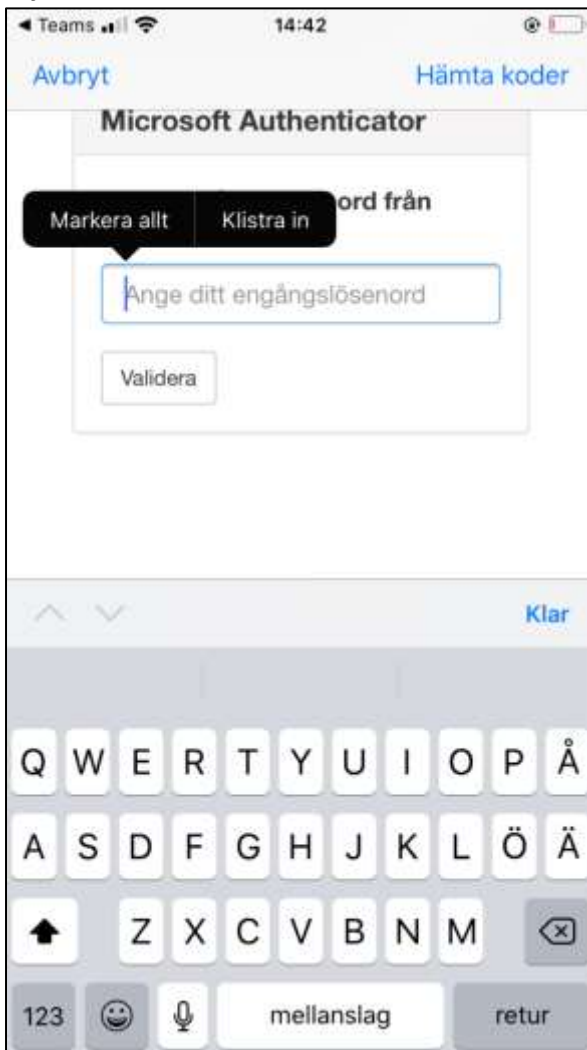 Teams 14:42
Avbryt Hämta koder
Microsoft Authenticator
ord från
Markera allt Klistra in
Ange ditt engångslösenord
Validera
Klar
Q W E R T Y U I O P Å
A S D F G H J K L Ö Ä
Z X C V B N M
123 mellanslag retur